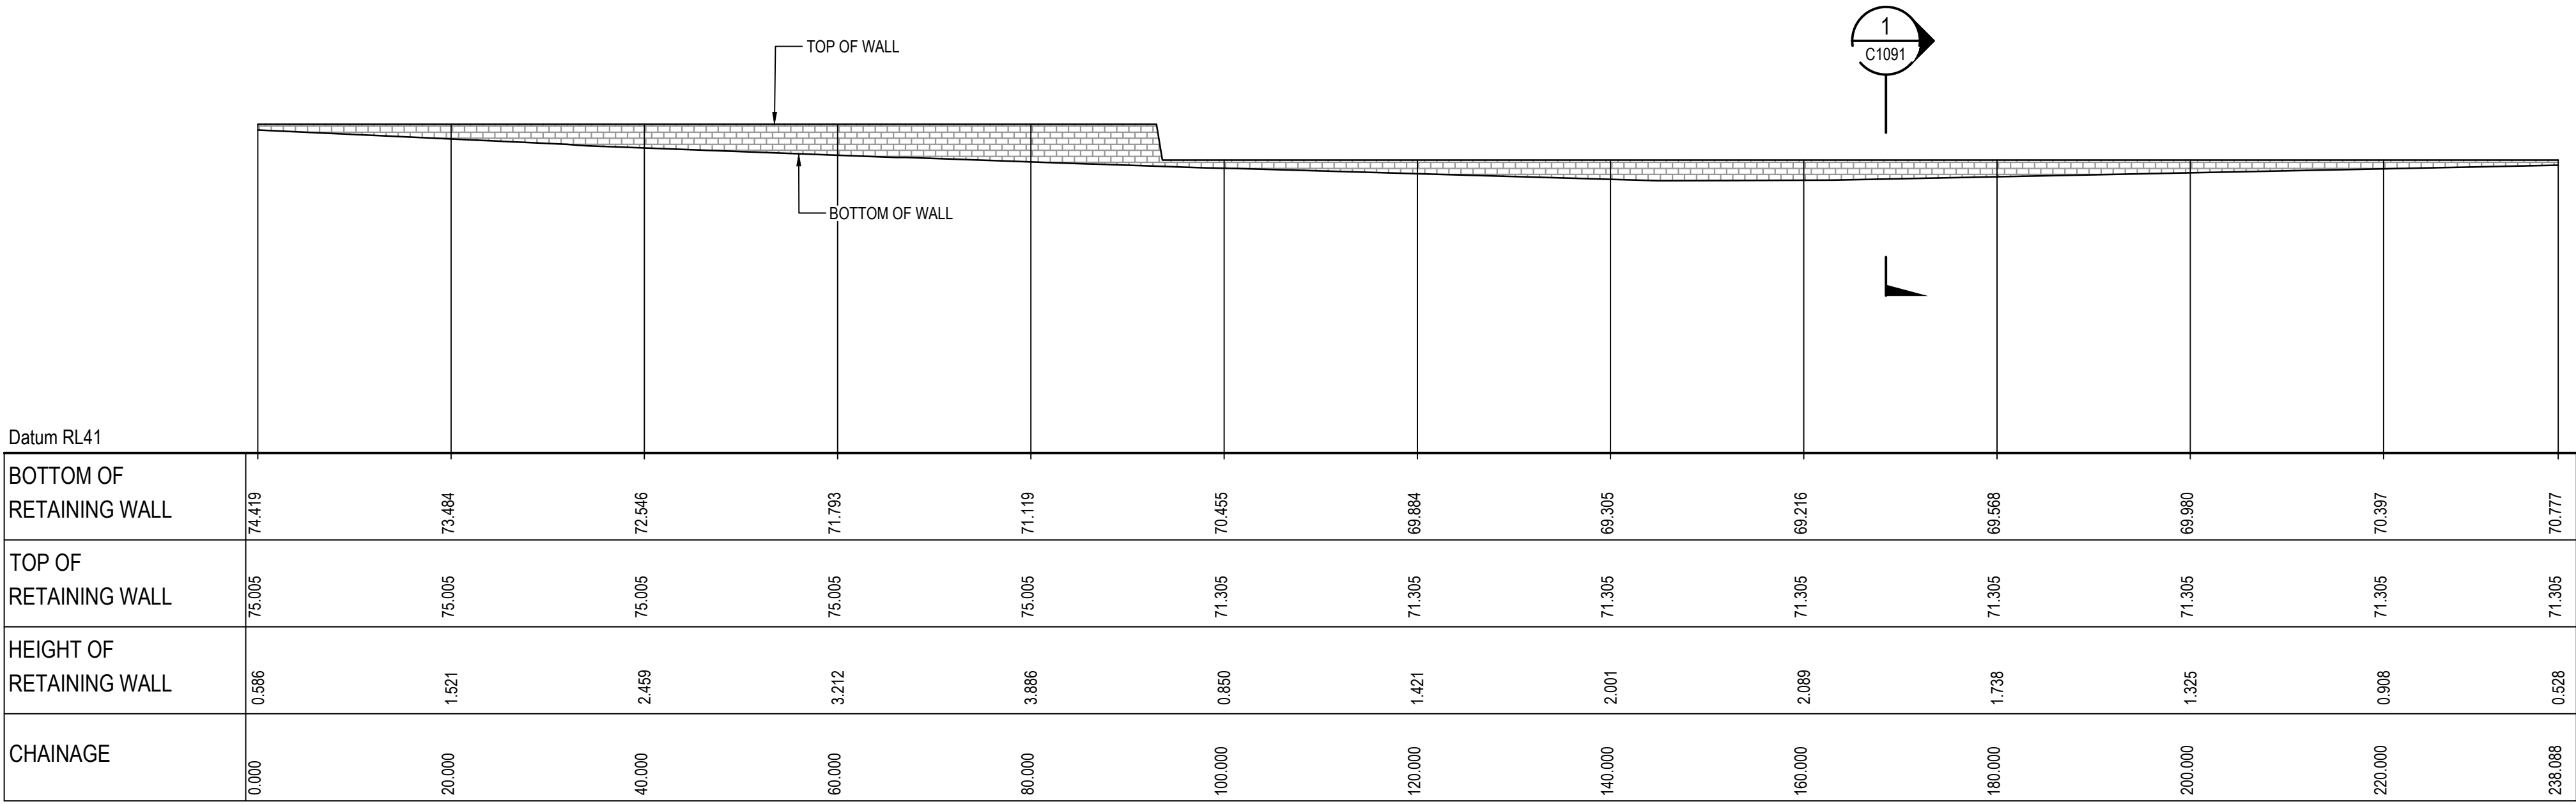 1
C1091
TOP OF WALL
BOTTOM OF WALL
Datum RL41
BOTTOM OF
RETAINING WALL
74.419 73.484 72.546 71.793 71.119 70.455 69.884 69.305 69.216 69.568 69.980 70.397 70.777
TOP OF
RETAINING WALL
75.005 75.005 75.005 75.005 75.005 71.305 71.305 71.305 71.305 71.305 71.305 71.305 71.305
HEIGHT OF
RETAINING WALL
0.586 1.521 2.459 3.212 3.886 0.850 1.421 2.001 2.089 1.738 1.325 0.908 0.528
CHAINAGE
0.000 20.000 40.000 60.000 80.000 100.000 120.000 140.000 160.000 180.000 200.000 220.000 238.088